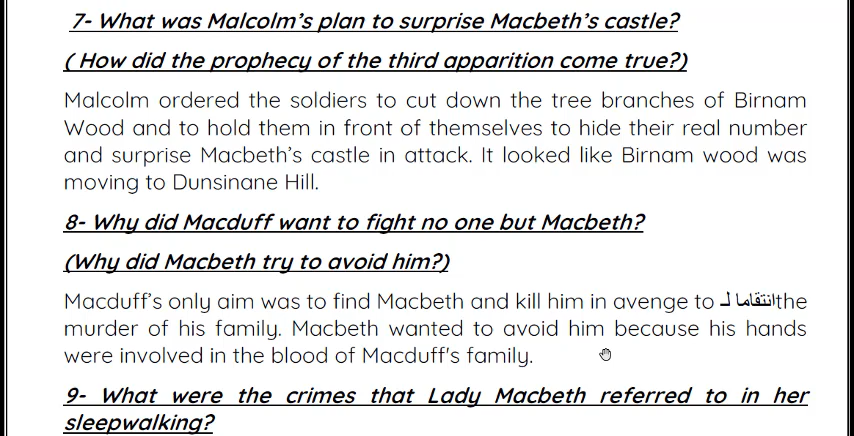 7- What was Malcolm's plan to surprise Macbeth's castle?
( How did the prophecy of the third apparition come true?)
Malcolm ordered the soldiers to cut down the tree branches of Birnam
Wood and to hold them in front of themselves to hide their real number
and surprise Macbeth's castle in attack. It looked like Birnam wood was
moving to Dunsinane Hill.
8- Why did Macduff want to fight no one but Macbeth?
(Why did Macbeth try to avoid him?)
Macduff's only aim was to find Macbeth and kill him in avenge to انتقاما لـ the
murder of his family. Macbeth wanted to avoid him because his hands
were involved in the blood of Macduff's family.
9- What were the crimes that Lady Macbeth referred to in her
sleepwalking?